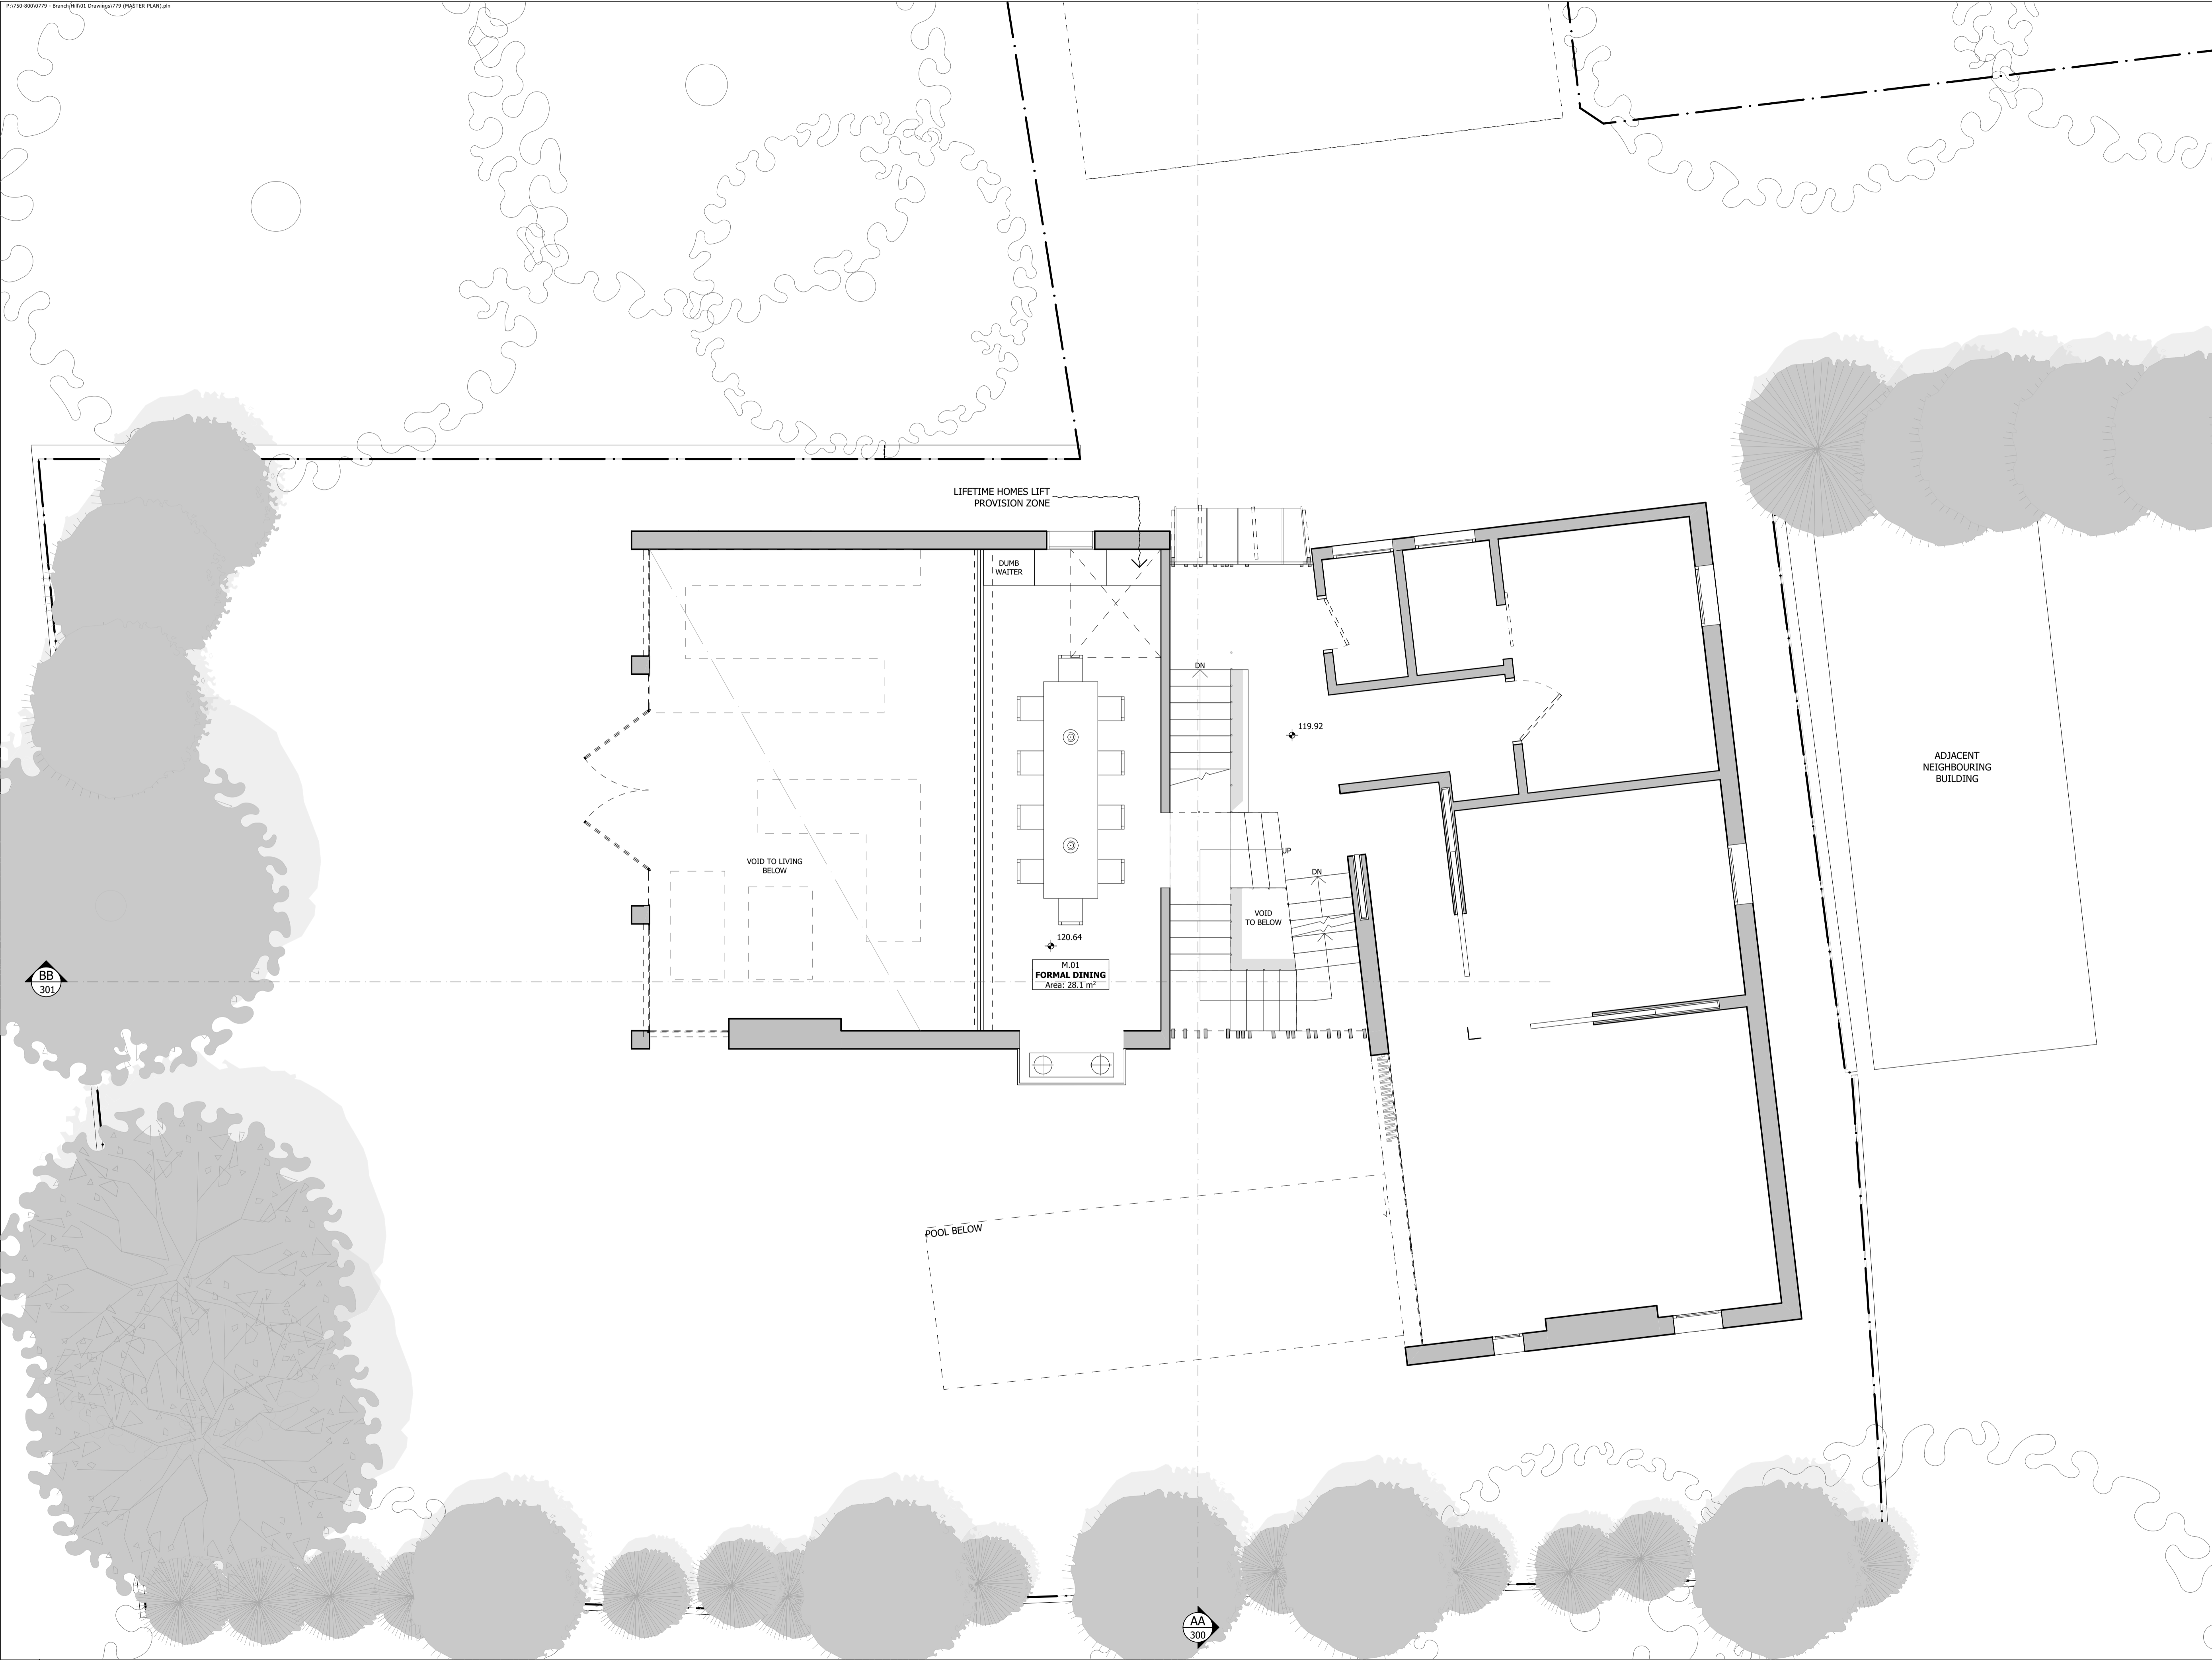 P:\750-800\0779 - Branch Hill\01 Drawings\779 (MASTER PLAN).pln
LIFETIME HOMES LIFT
PROVISION ZONE
DUMB
WAITER
DN
119.92
ADJACENT
NEIGHBOURING
BUILDING
VOID TO LIVING
BELOW
UP
DN
VOID
TO BELOW
120.64
M.01
FORMAL DINING
Area: 28.1 m²
BB
301
POOL BELOW
AA
300